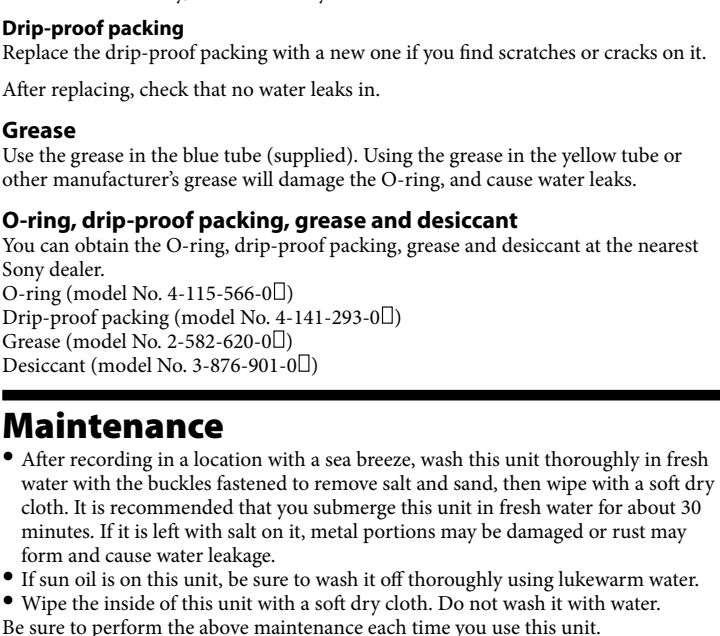 Drip-proof packing
Replace the drip-proof packing with a new one if you find scratches or cracks on it.
After replacing, check that no water leaks in.
Grease
Use the grease in the blue tube (supplied). Using the grease in the yellow tube or
other manufacturer's grease will damage the O-ring, and cause water leaks.
O-ring, drip-proof packing, grease and desiccant
You can obtain the O-ring, drip-proof packing, grease and desiccant at the nearest
Sony dealer.
O-ring (model No. 4-115-566-0□)
Drip-proof packing (model No. 4-141-293-0□)
Grease (model No. 2-582-620-0□)
Desiccant (model No. 3-876-901-0□)
Maintenance
• After recording in a location with a sea breeze, wash this unit thoroughly in fresh
water with the buckles fastened to remove salt and sand, then wipe with a soft dry
cloth. It is recommended that you submerge this unit in fresh water for about 30
minutes. If it is left with salt on it, metal portions may be damaged or rust may
form and cause water leakage.
• If sun oil is on this unit, be sure to wash it off thoroughly using lukewarm water.
• Wipe the inside of this unit with a soft dry cloth. Do not wash it with water.
Be sure to perform the above maintenance each time you use this unit.